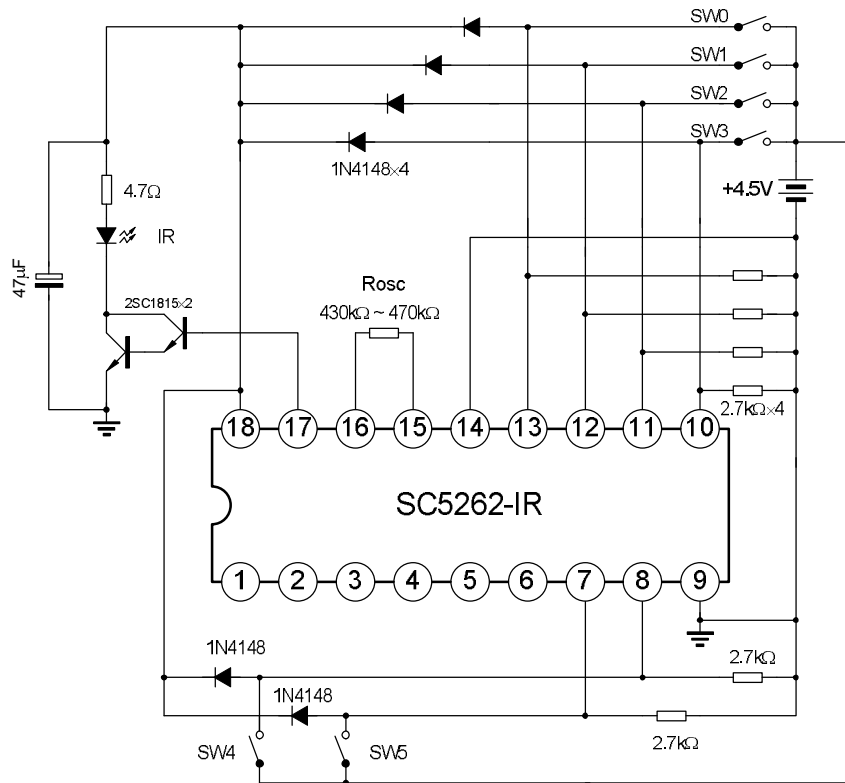 SW0
SW1
SW2
SW3
1N4148×4
+4.5V
4.7Ω
IR
47μF
2SC1815×2
Rosc
430kΩ ~ 470kΩ
2.7kΩ×4
18 17 16 15 14 13 12 11 10
SC5262-IR
1 2 3 4 5 6 7 8 9
1N4148
2.7kΩ
1N4148
SW4
SW5
2.7kΩ